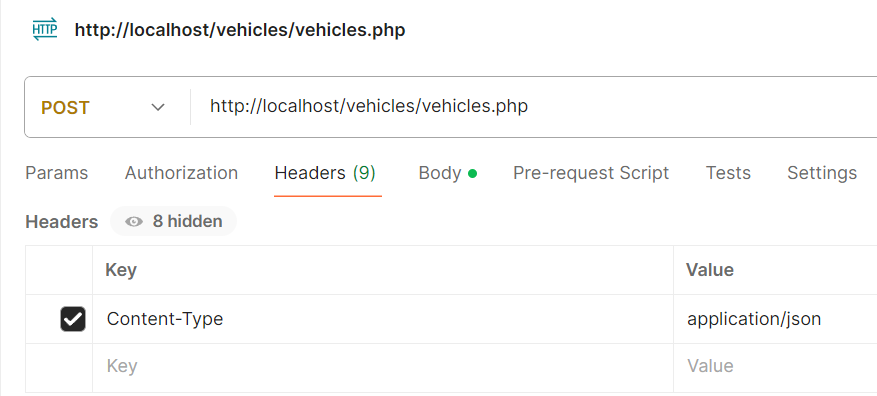 HTTP http://localhost/vehicles/vehicles.php
POST http://localhost/vehicles/vehicles.php
Params Authorization Headers (9) Body Pre-request Script Tests Settings
Headers 8 hidden
Key Value
Content-Type application/json
Key Value